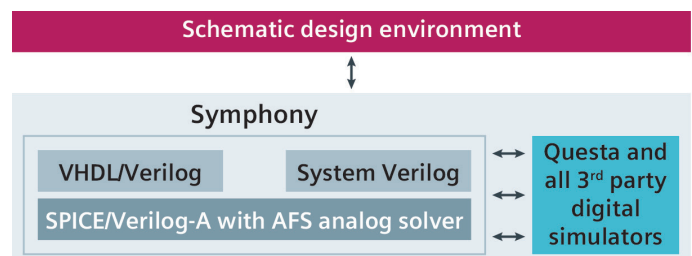 Schematic design environment
Symphony
VHDL/Verilog
System Verilog
SPICE/Verilog-A with AFS analog solver
Questa and
all 3rd party
digital
simulators